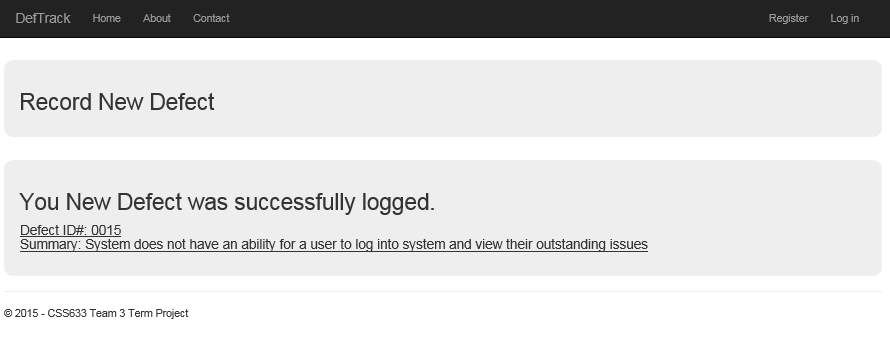 DefTrack Home About Contact Register Log in
Record New Defect
You New Defect was successfully logged.
Defect ID#: 0015
Summary: System does not have an ability for a user to log into system and view their outstanding issues
© 2015 - CSS633 Team 3 Term Project